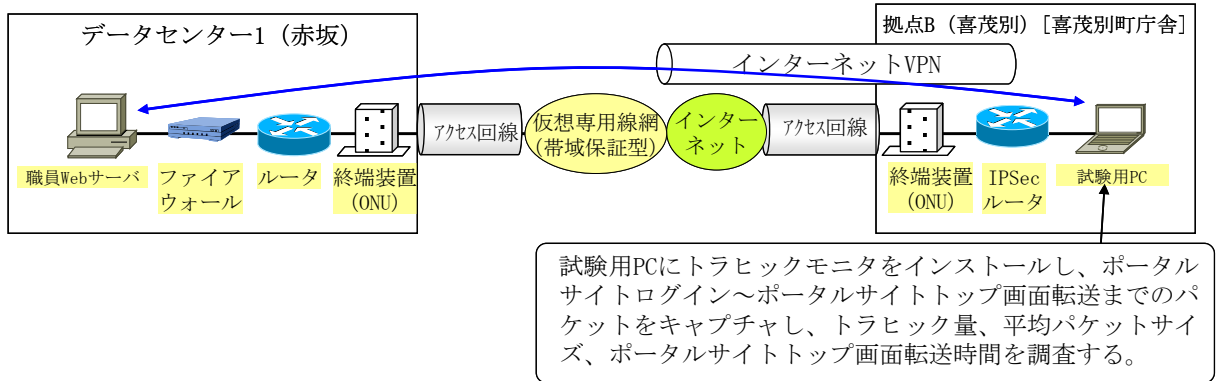 データセンター1（赤坂）
拠点B（喜茂別）[喜茂別町庁舎]
インターネットVPN
アクセス回線
仮想専用線網
(帯域保証型)
インター
ネット
アクセス回線
職員Webサーバ
ファイア
ウォール
ルータ
終端装置
(ONU)
終端装置
(ONU)
IPSec
ルータ
試験用PC
試験用PCにトラヒックモニタをインストールし、ポータル
サイトログイン～ポータルサイトトップ画面転送までのパ
ケットをキャプチャし、トラヒック量、平均パケットサイ
ズ、ポータルサイトトップ画面転送時間を調査する。